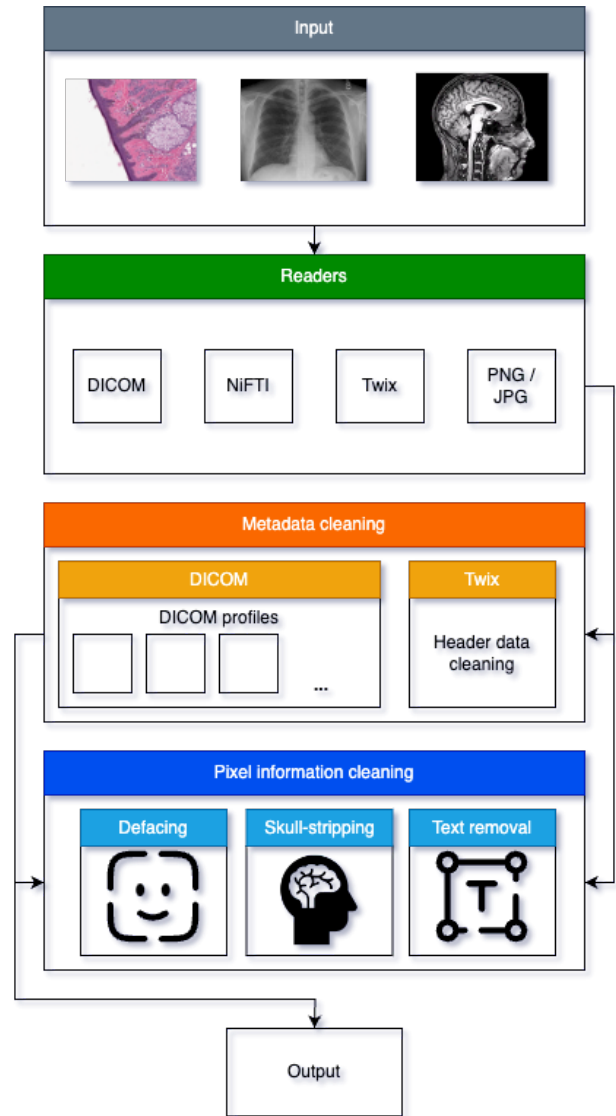 Input
Readers
DICOM
NiFTI
Twix
PNG /
JPG
Metadata cleaning
DICOM
DICOM profiles
...
Twix
Header data
cleaning
Pixel information cleaning
Defacing
Skull-stripping
Text removal
T
Output